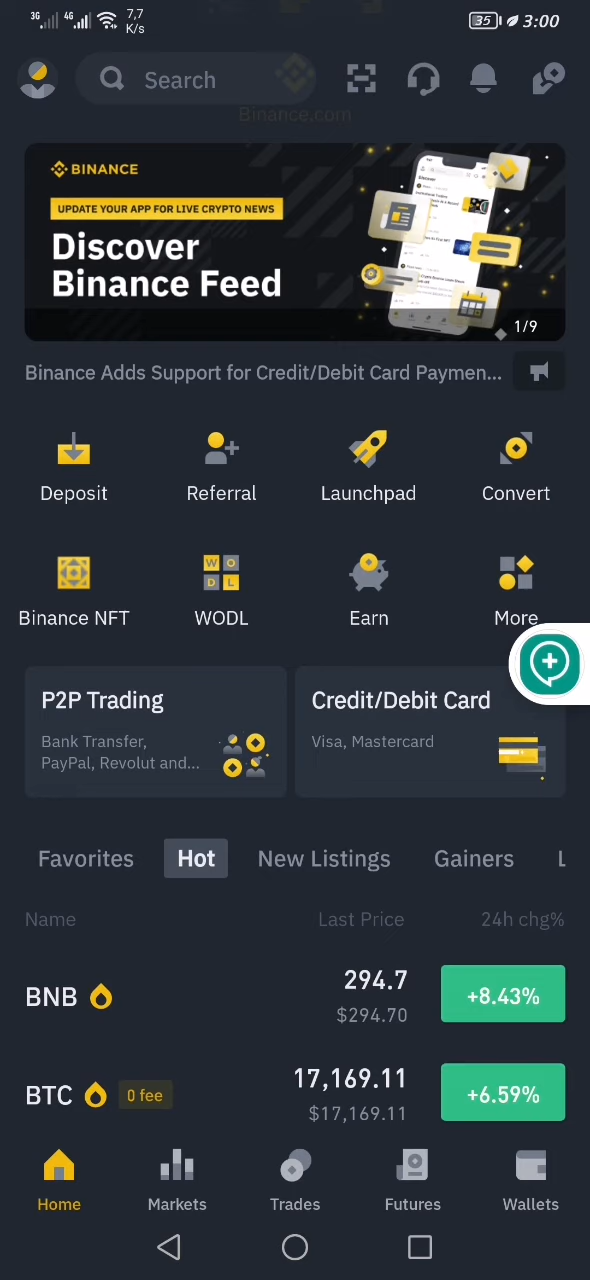 3G 4G 7,7 K/s 35 3:00
Search
Binance.com
BINANCE
UPDATE YOUR APP FOR LIVE CRYPTO NEWS
Discover
Binance Feed
1/9
Binance Adds Support for Credit/Debit Card Paymen...
Deposit Referral Launchpad Convert
W O
D L
Binance NFT WODL Earn More
P2P Trading
Bank Transfer,
PayPal, Revolut and...
Credit/Debit Card
Visa, Mastercard
Favorites Hot New Listings Gainers L
Name Last Price 24h chg%
BNB 294.7 +8.43%
$294.70
BTC 0 fee 17,169.11 +6.59%
$17,169.11
Home Markets Trades Futures Wallets